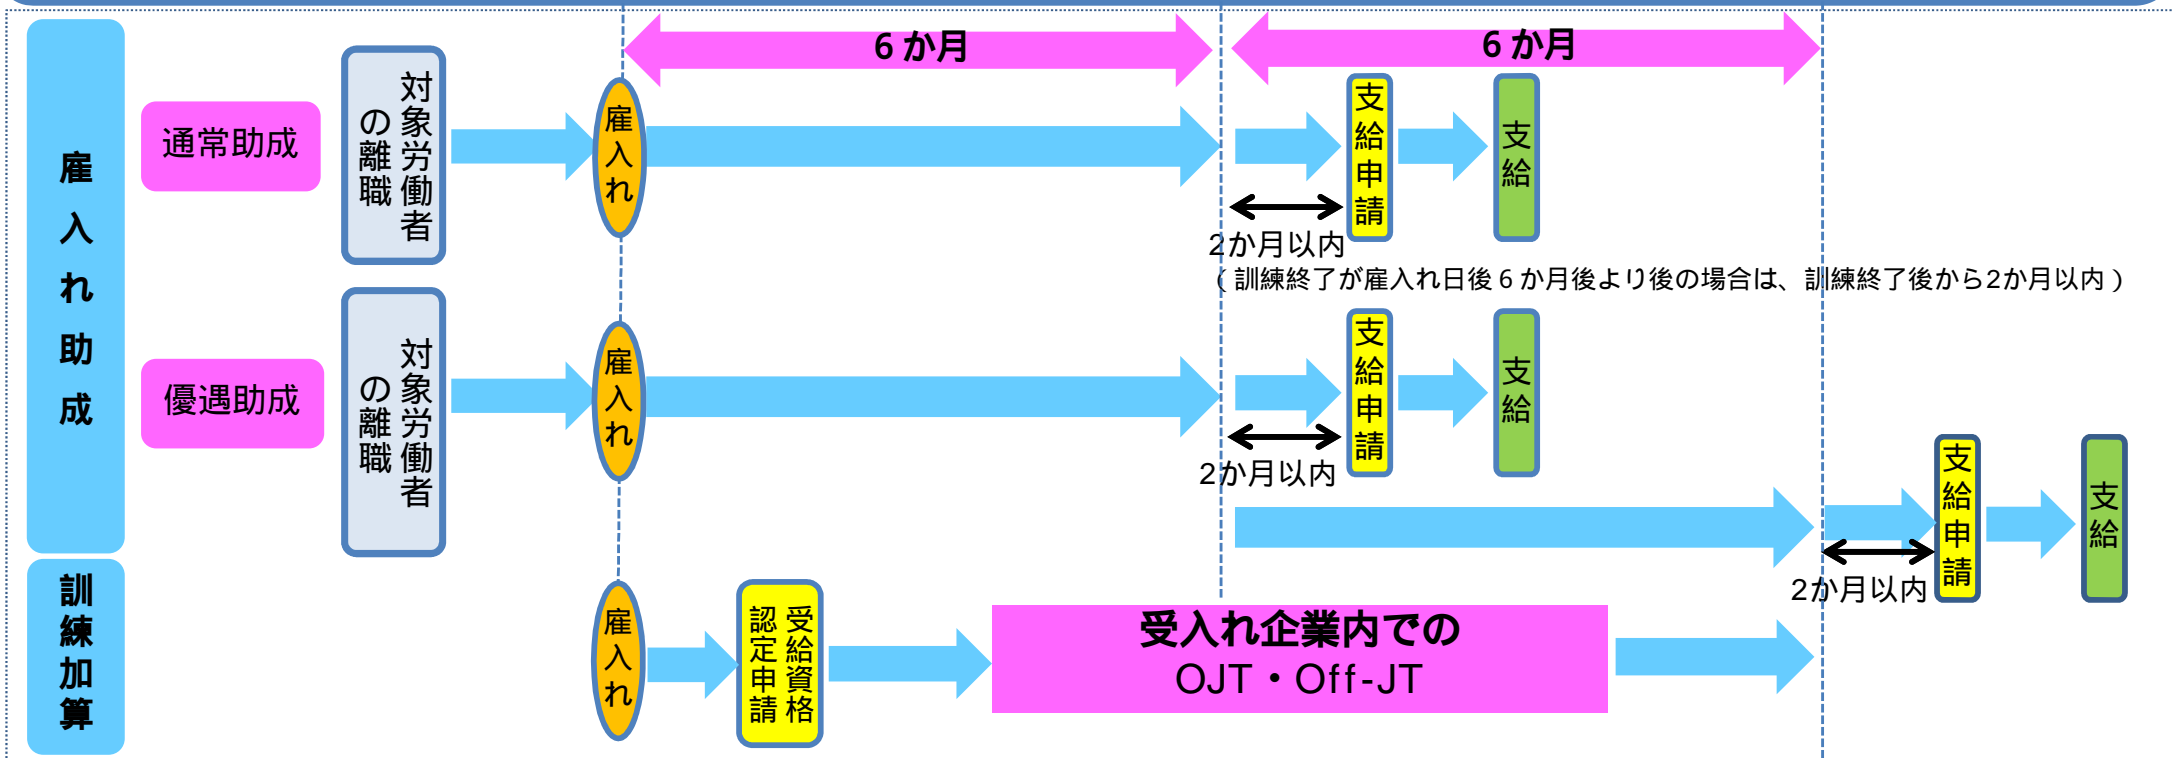 6か月
6か月
雇入れ助成
通常助成
対象労働者
の離職
雇入れ
支給申請
支給
2か月以内
（訓練終了が雇入れ日後6か月後より後の場合は、訓練終了後から2か月以内）
優遇助成
対象労働者
の離職
雇入れ
支給申請
支給
2か月以内
支給申請
支給
2か月以内
訓練加算
雇入れ
受給資格
認定申請
受入れ企業内での
OJT・Off-JT